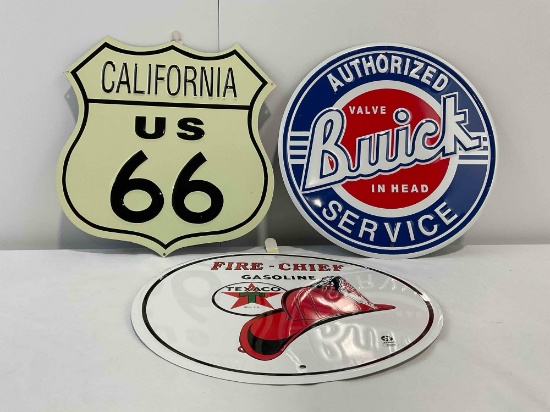 CALIFORNIA
US
66
AUTHORIZED
VALVE
Buick
IN HEAD
SERVICE
FIRE-CHIEF
GASOLINE
TEXACO